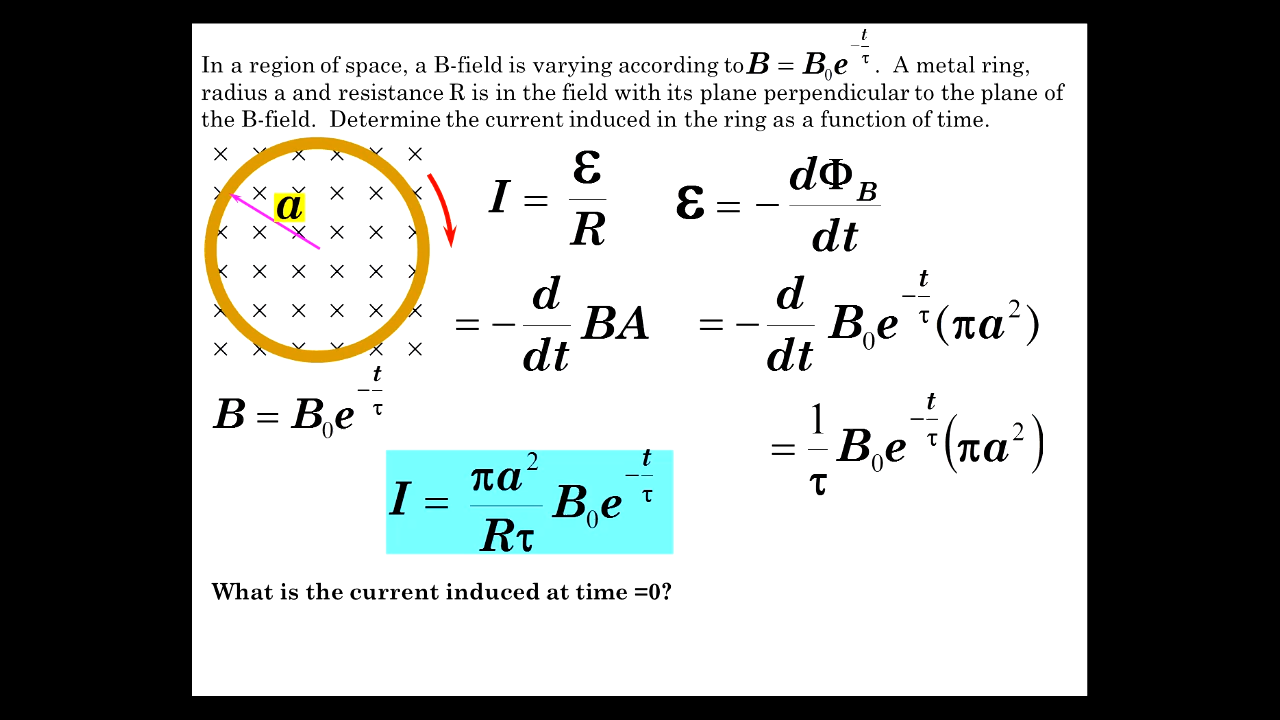 In a region of space, a B-field is varying according to B = B₀e^(-t/τ). A metal ring,
radius a and resistance R is in the field with its plane perpendicular to the plane of
the B-field. Determine the current induced in the ring as a function of time.
a
I = ε/R
ε = - dΦ_B/dt
= - d/dt BA
= - d/dt B₀e^(-t/τ)(πa²)
B = B₀e^(-t/τ)
= 1/τ B₀e^(-t/τ)(πa²)
I = πa²/Rτ B₀e^(-t/τ)
What is the current induced at time =0?